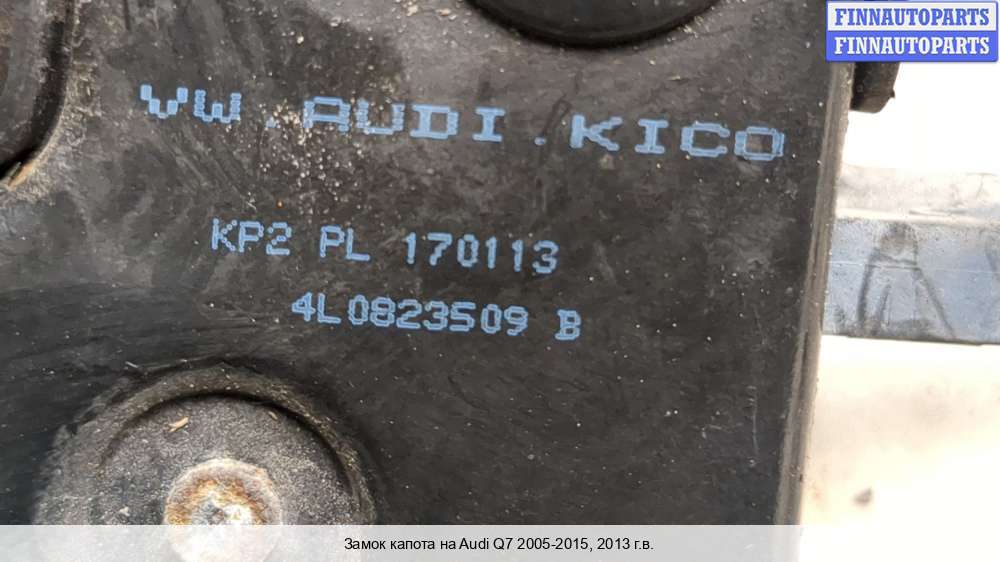 FINNAUTOPARTS
FINNAUTOPARTS
VW.AUDI.KICO
KP2 PL 170113
4L0823509 B
Замок капота на Audi Q7 2005-2015, 2013 г.в.